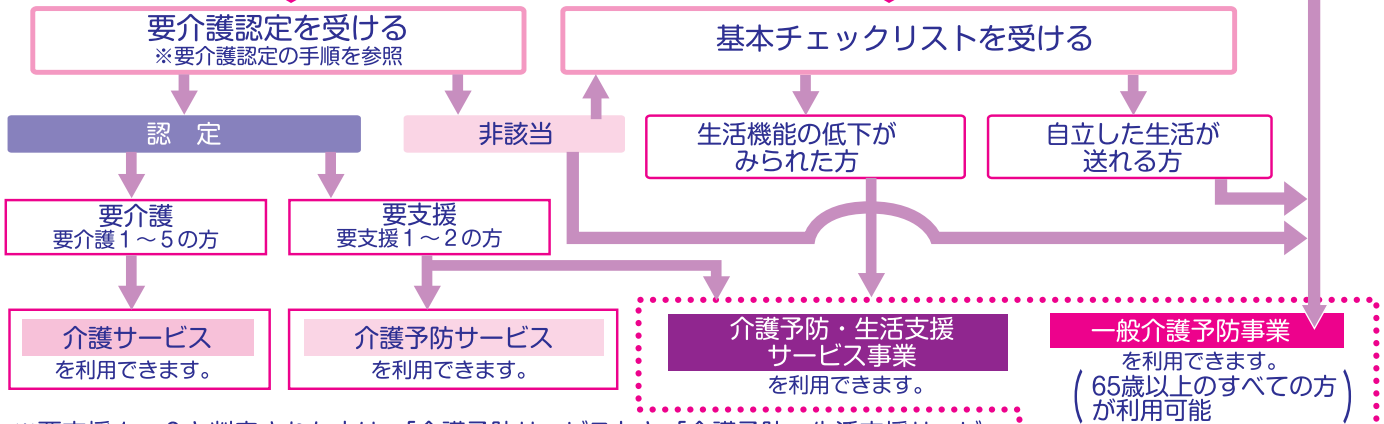 要介護認定を受ける
※要介護認定の手順を参照
基本チェックリストを受ける
認 定
非該当
生活機能の低下が
みられた方
自立した生活が
送れる方
要介護
要介護1～5の方
要支援
要支援1～2の方
介護サービス
を利用できます。
介護予防サービス
を利用できます。
介護予防・生活支援
サービス事業
を利用できます。
一般介護予防事業
を利用できます。
(65歳以上のすべての方
が利用可能)